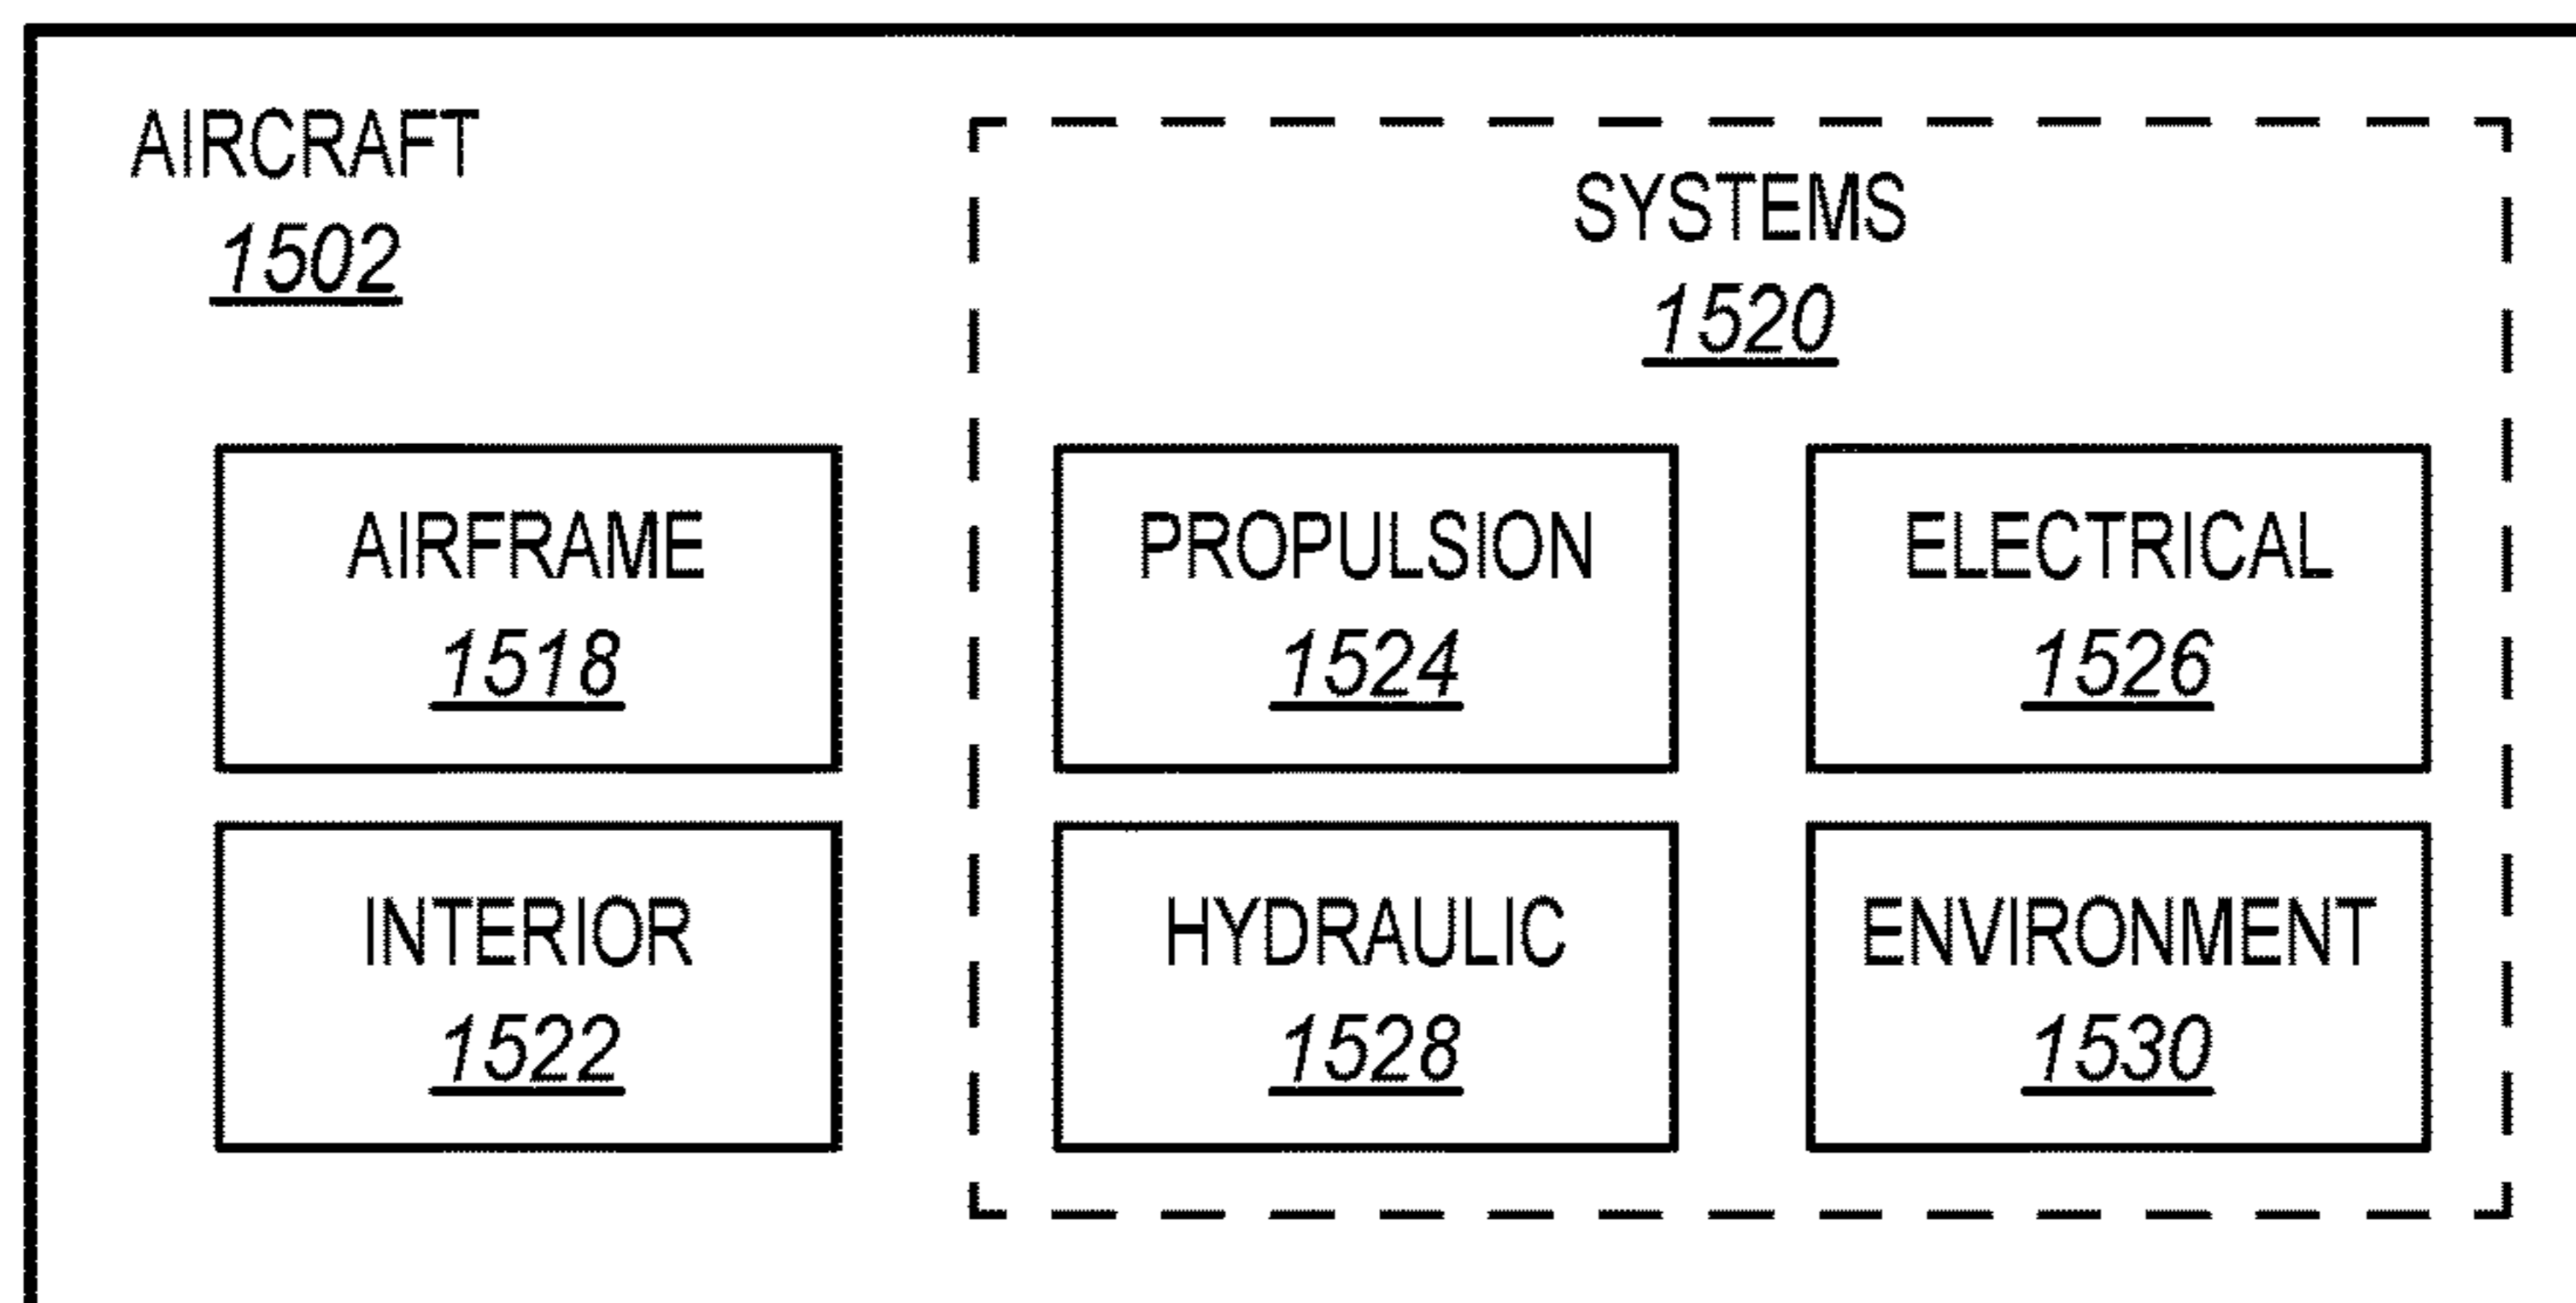 AIRCRAFT
1502
SYSTEMS
1520
AIRFRAME
1518
PROPULSION
1524
ELECTRICAL
1526
INTERIOR
1522
HYDRAULIC
1528
ENVIRONMENT
1530